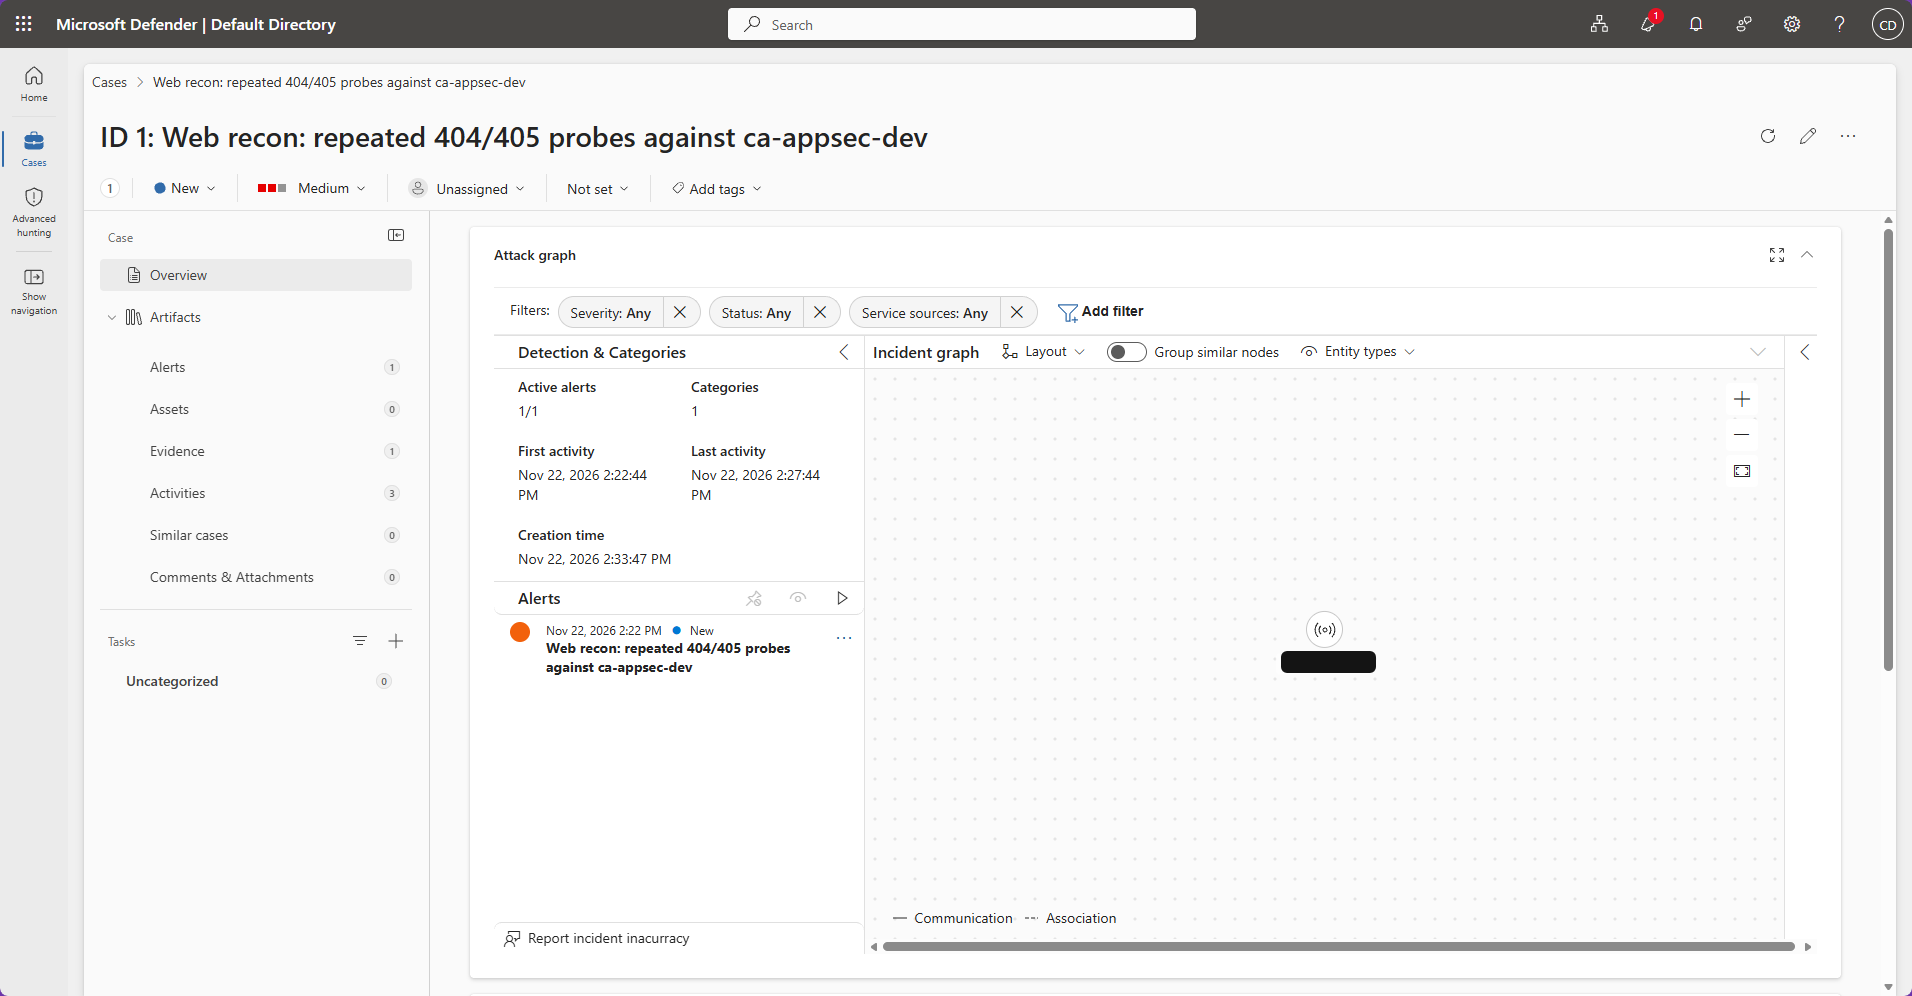 Microsoft Defender | Default Directory
Search
1
CD
Home
Cases
Advanced
hunting
Show
navigation
Cases > Web recon: repeated 404/405 probes against ca-appsec-dev
ID 1: Web recon: repeated 404/405 probes against ca-appsec-dev
1
New
Medium
Unassigned
Not set
Add tags
Case
Overview
Artifacts
Alerts 1
Assets 0
Evidence 1
Activities 3
Similar cases 0
Comments & Attachments 0
Tasks
Uncategorized 0
Attack graph
Filters: Severity: Any Status: Any Service sources: Any Add filter
Detection & Categories
Active alerts
1/1
Categories
1
First activity
Nov 22, 2026 2:22:44
PM
Last activity
Nov 22, 2026 2:27:44
PM
Creation time
Nov 22, 2026 2:33:47 PM
Alerts
Nov 22, 2026 2:22 PM New
Web recon: repeated 404/405 probes
against ca-appsec-dev
Report incident inacurracy
Incident graph Layout Group similar nodes Entity types
Communication Association